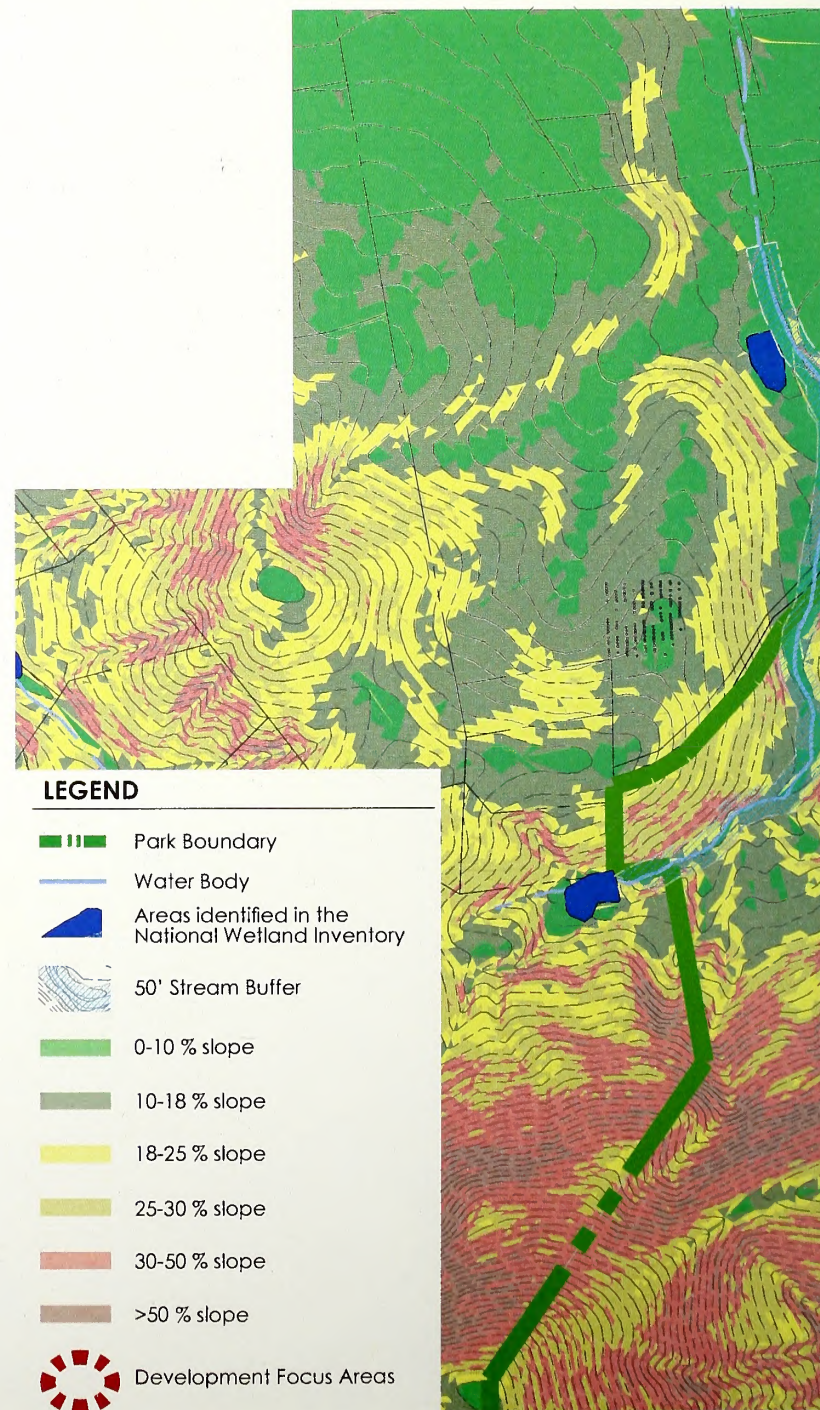 LEGEND
Park Boundary
Water Body
Areas identified in the
National Wetland Inventory
50' Stream Buffer
0-10 % slope
10-18 % slope
18-25 % slope
25-30 % slope
30-50 % slope
>50 % slope
Development Focus Areas